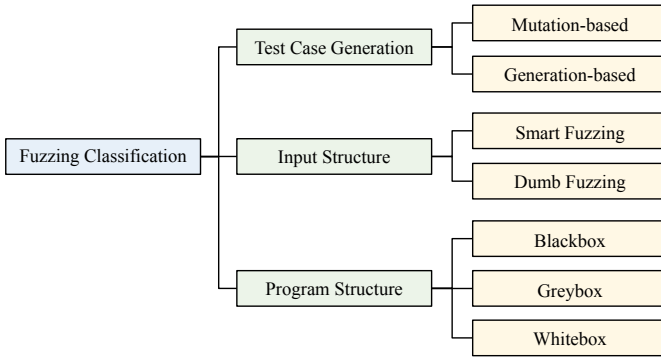 Fuzzing Classification
Test Case Generation
Mutation-based
Generation-based
Input Structure
Smart Fuzzing
Dumb Fuzzing
Program Structure
Blackbox
Greybox
Whitebox